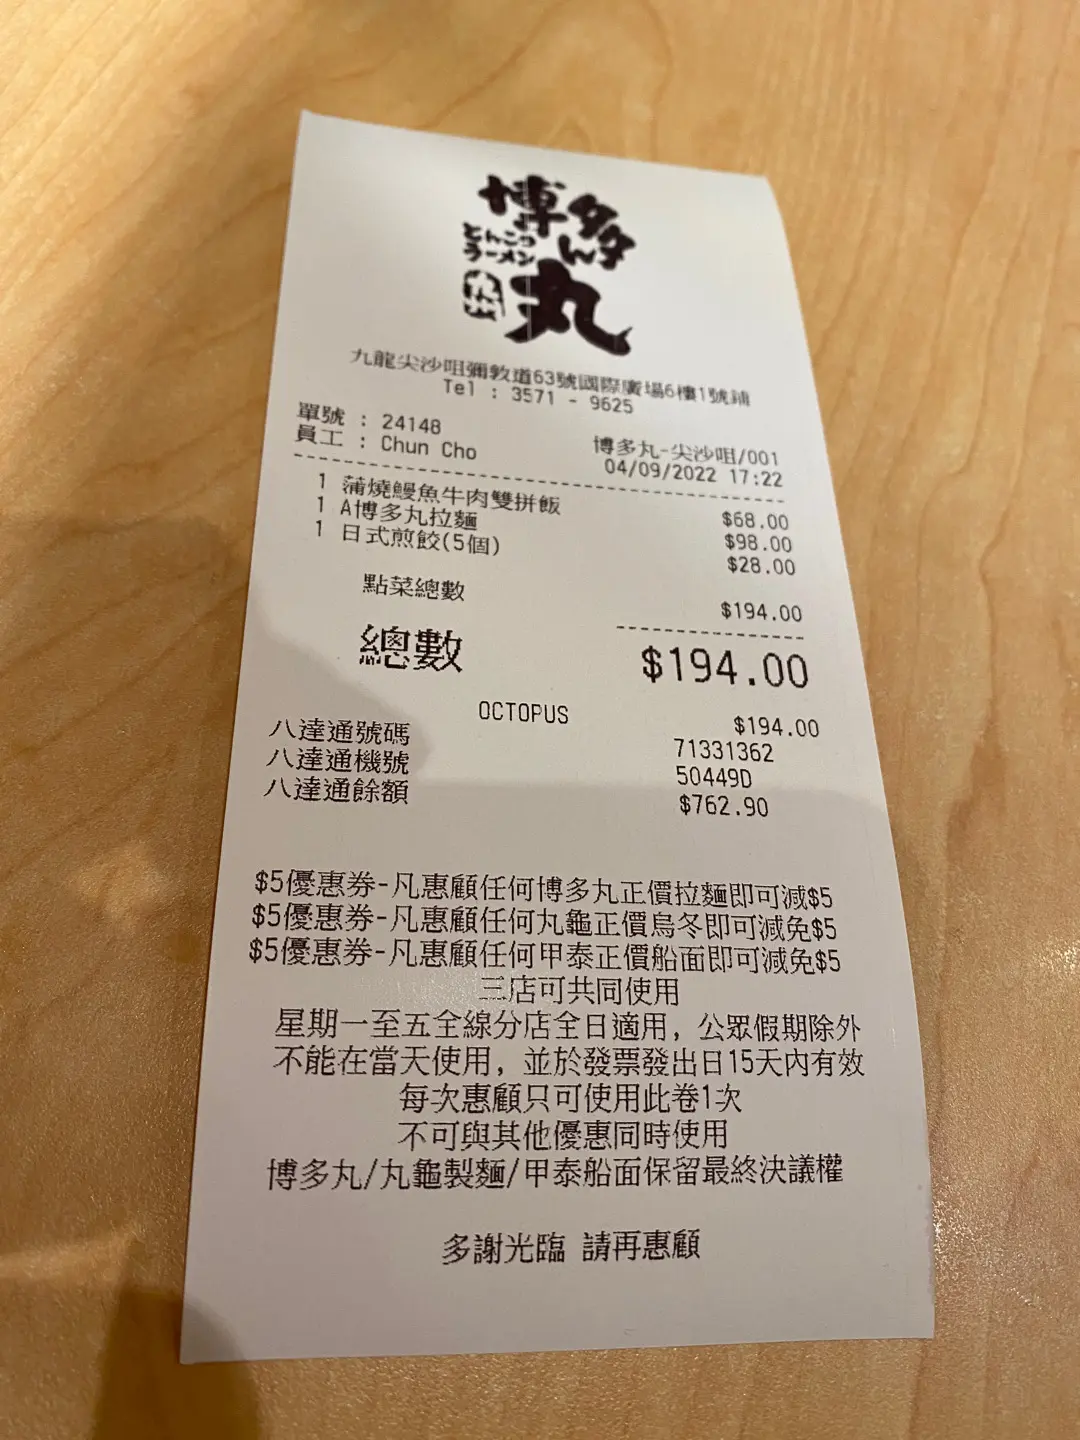 博多
とんこつ
ラーメン
ん
九州
丸
九龍尖沙咀彌敦道63號國際廣場6樓1號鋪
Tel : 3571 - 9625
單號 : 24148
員工 : Chun Cho
博多丸-尖沙咀/001
04/09/2022 17:22
1 蒲燒鰻魚牛肉雙拼飯 $68.00
1 A博多丸拉麵 $98.00
1 日式煎餃(5個) $28.00
點菜總數 $194.00
總數 $194.00
OCTOPUS $194.00
八達通號碼 71331362
八達通機號 50449D
八達通餘額 $762.90
$5優惠券-凡惠顧任何博多丸正價拉麵即可減$5
$5優惠券-凡惠顧任何丸龜正價烏冬即可減免$5
$5優惠券-凡惠顧任何甲泰正價船面即可減免$5
三店可共同使用
星期一至五全線分店全日適用, 公眾假期除外
不能在當天使用, 並於發票發出日15天內有效
每次惠顧只可使用此卷1次
不可與其他優惠同時使用
博多丸/丸龜製麵/甲泰船面保留最終決議權
多謝光臨 請再惠顧